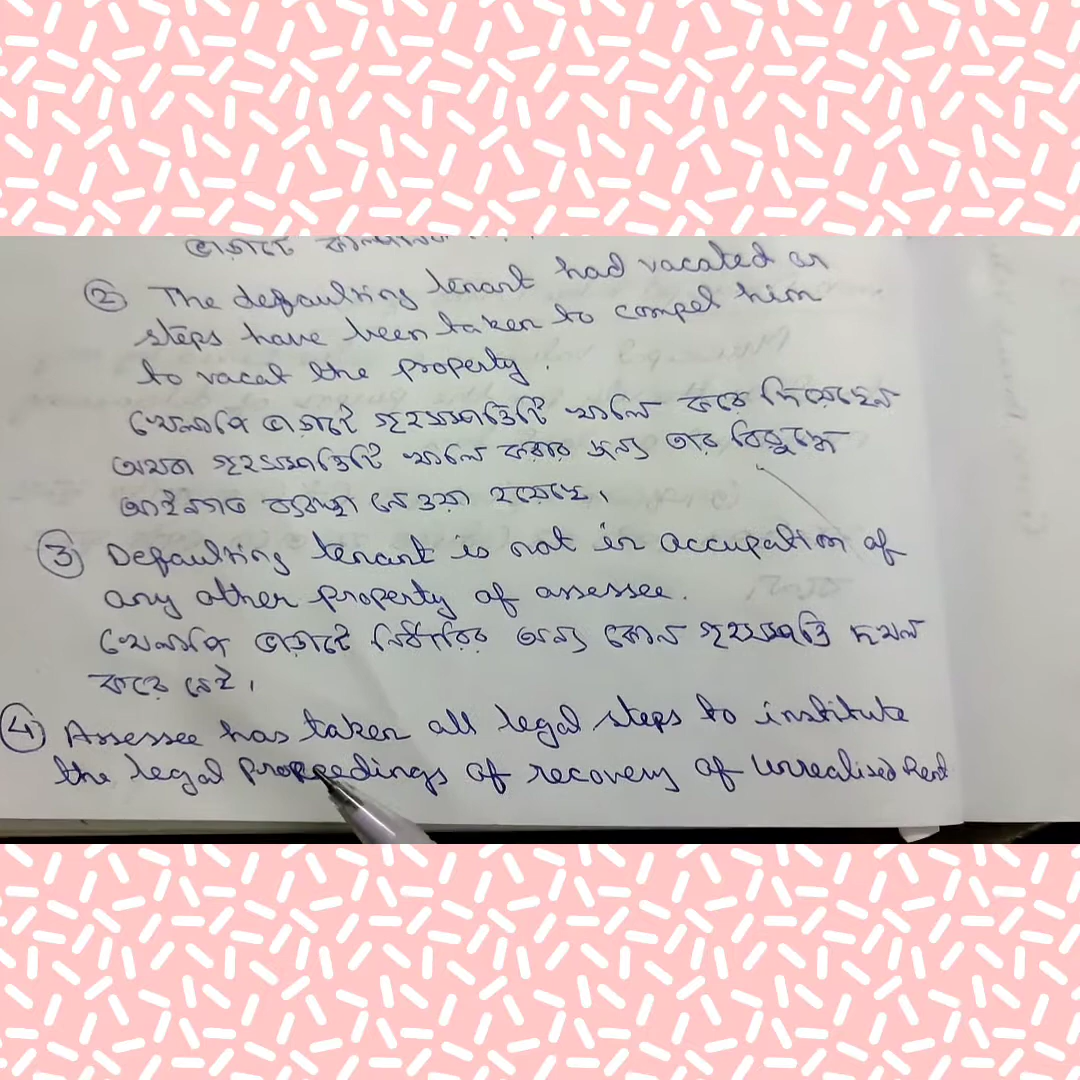 ভাড়াটে
② The defaulting tenant had vacated or
steps have been taken to compel him
to vacat the property.
খেলাপি ভাড়াটে গৃহসম্পত্তিটি খালি করে দিয়েছেন
অথবা গৃহসম্পত্তিটি খালি করার জন্য তার বিরুদ্ধে
আইনগত ব্যবস্থা নেওয়া হয়েছে।
③ Defaulting tenant is not in occupation of
any other property of assessee.
খেলাপি ভাড়াটে নির্ধারির অন্য কোন গৃহসম্পত্তি দখল
করে নেই।
④ Assessee has taken all legal steps to institute
the legal proceedings of recovery of unrealised Rent